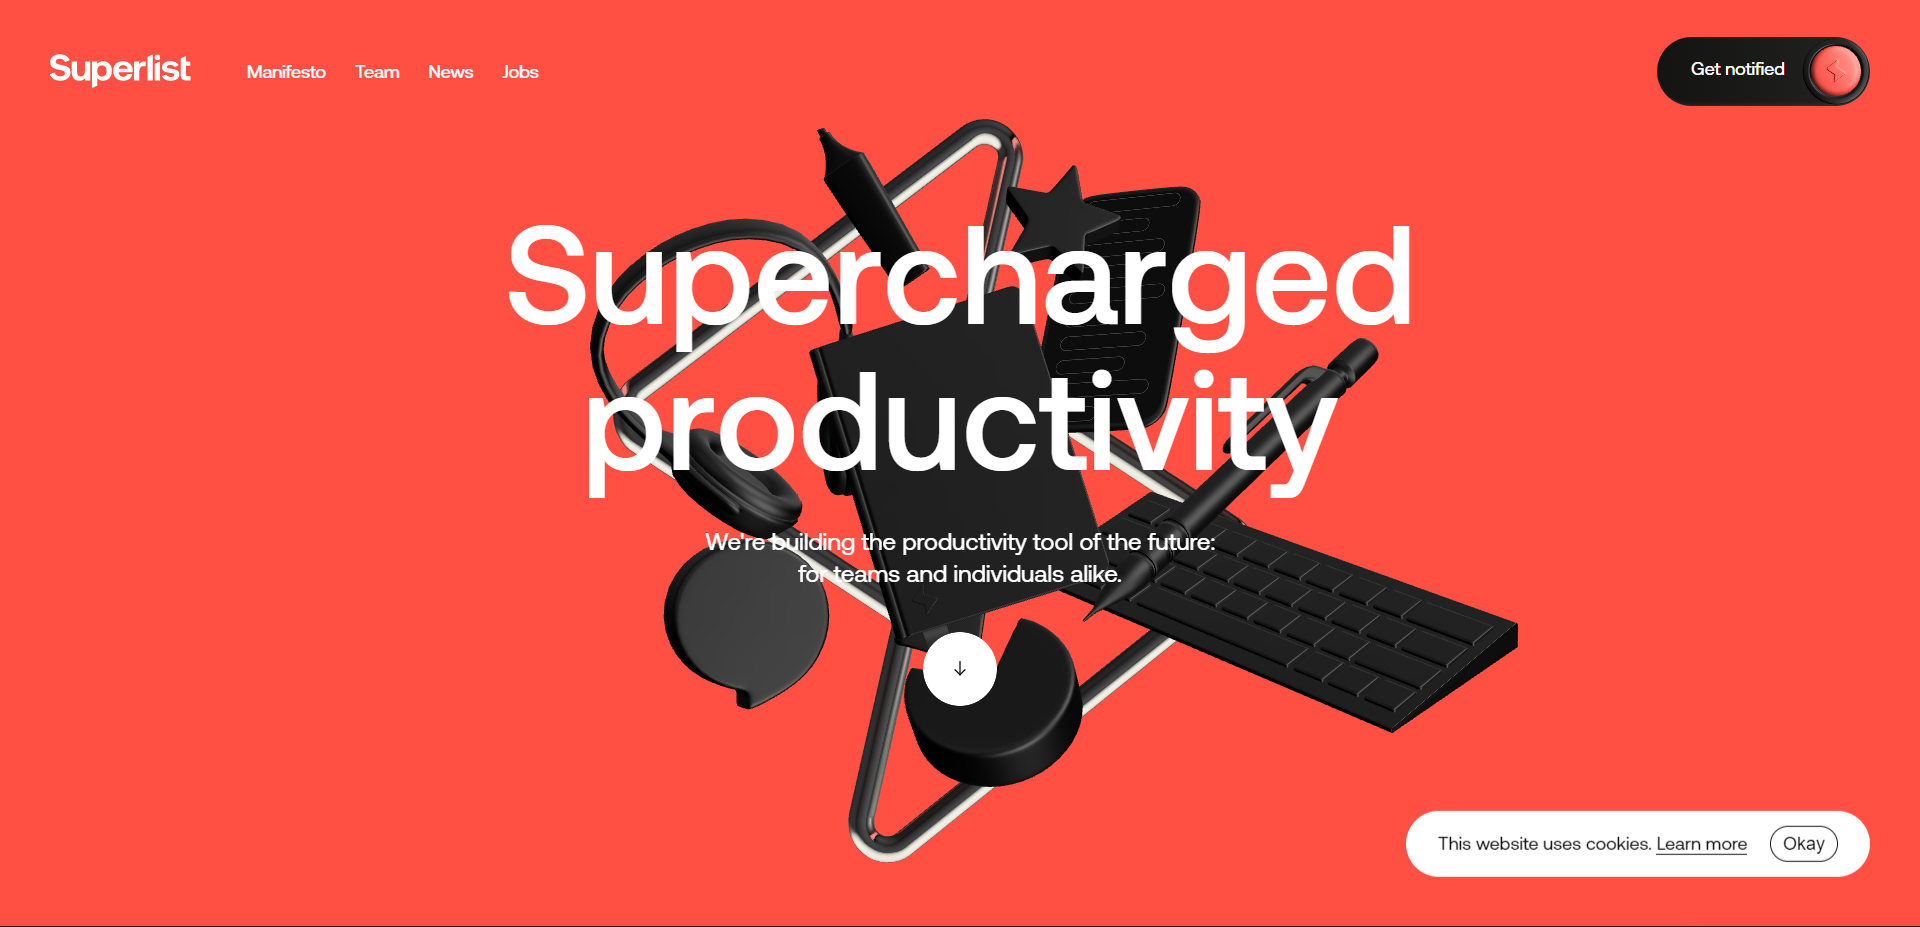 Superlist
Manifesto
Team
News
Jobs
Get notified
Supercharged
productivity
We're building the productivity tool of the future:
for teams and individuals alike.
This website uses cookies. Learn more
Okay